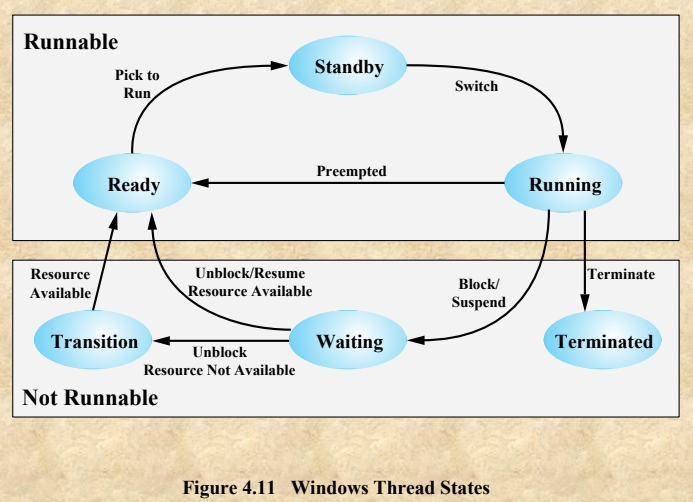 Runnable
Standby
Pick to
Run
Switch
Preempted
Ready
Running
Resource
Available
Unblock/Resume
Resource Available
Block/
Suspend
Terminate
Transition
Waiting
Terminated
Unblock
Resource Not Available
Not Runnable
Figure 4.11 Windows Thread States